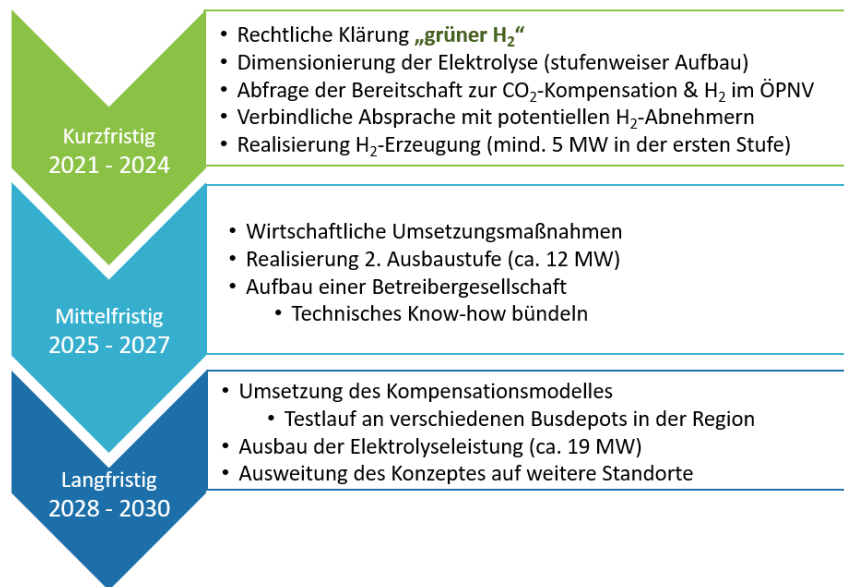 Kurzfristig
2021 - 2024
• Rechtliche Klärung „grüner H₂“
• Dimensionierung der Elektrolyse (stufenweiser Aufbau)
• Abfrage der Bereitschaft zur CO₂-Kompensation & H₂ im ÖPNV
• Verbindliche Absprache mit potentiellen H₂-Abnehmern
• Realisierung H₂-Erzeugung (mind. 5 MW in der ersten Stufe)
Mittelfristig
2025 - 2027
• Wirtschaftliche Umsetzungsmaßnahmen
• Realisierung 2. Ausbaustufe (ca. 12 MW)
• Aufbau einer Betreibergesellschaft
• Technisches Know-how bündeln
Langfristig
2028 - 2030
• Umsetzung des Kompensationsmodelles
• Testlauf an verschiedenen Busdepots in der Region
• Ausbau der Elektrolyseleistung (ca. 19 MW)
• Ausweitung des Konzeptes auf weitere Standorte